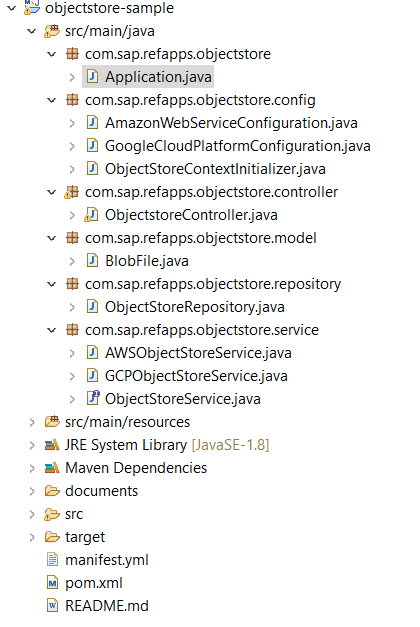 objectstore-sample
src/main/java
com.sap.refapps.objectstore
Application.java
com.sap.refapps.objectstore.config
AmazonWebServiceConfiguration.java
GoogleCloudPlatformConfiguration.java
ObjectStoreContextInitializer.java
com.sap.refapps.objectstore.controller
ObjectstoreController.java
com.sap.refapps.objectstore.model
BlobFile.java
com.sap.refapps.objectstore.repository
ObjectStoreRepository.java
com.sap.refapps.objectstore.service
AWSObjectStoreService.java
GCPObjectStoreService.java
ObjectStoreService.java
src/main/resources
JRE System Library [JavaSE-1.8]
Maven Dependencies
documents
src
target
manifest.yml
pom.xml
README.md